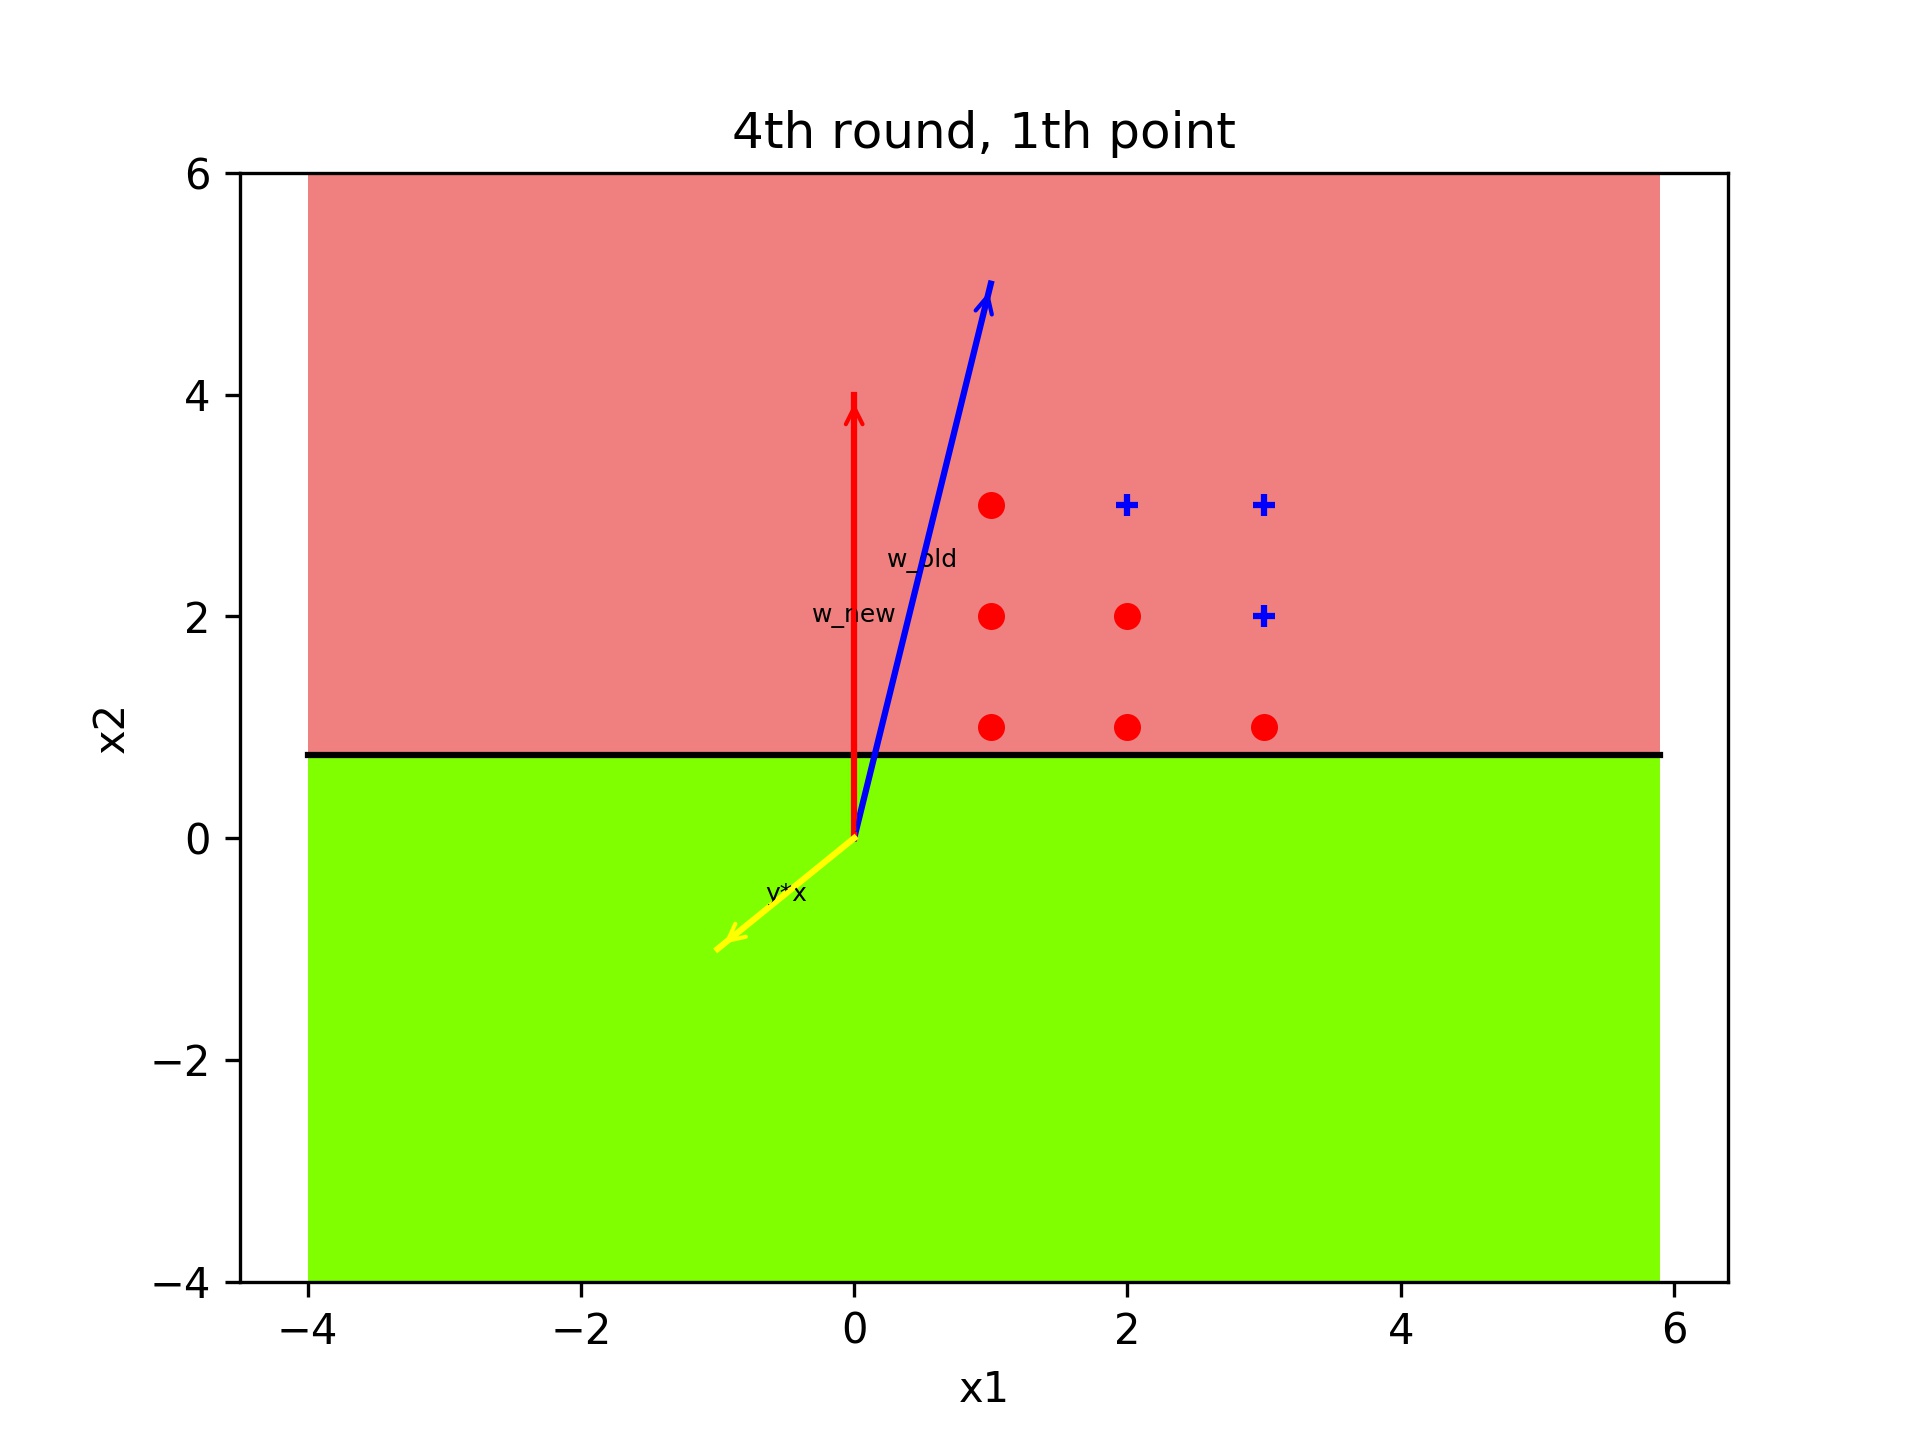 4th round, 1th point
6
4
2
0
−2
−4
x2
w_old
w_new
y*x
−4 −2 0 2 4 6
x1